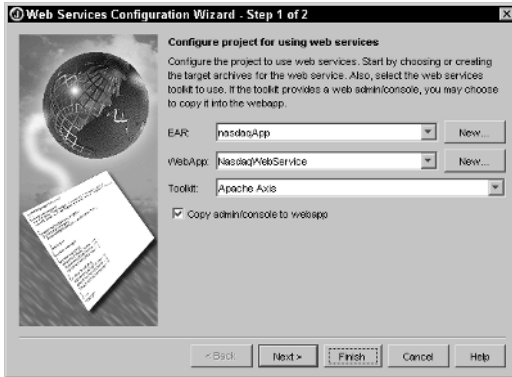 Web Services Configuration Wizard - Step 1 of 2
Configure project for using web services
Configure the project to use web services. Start by choosing or creating
the target archives for the web service. Also, select the web services
toolkit to use. If the toolkit provides a web admin/console, you may choose
to copy it into the webapp.
EAR: nasdaqApp New...
WebApp: NasdaqWebService New...
Toolkit: Apache Axis
Copy admin/console to webapp
< Back Next > Finish Cancel Help